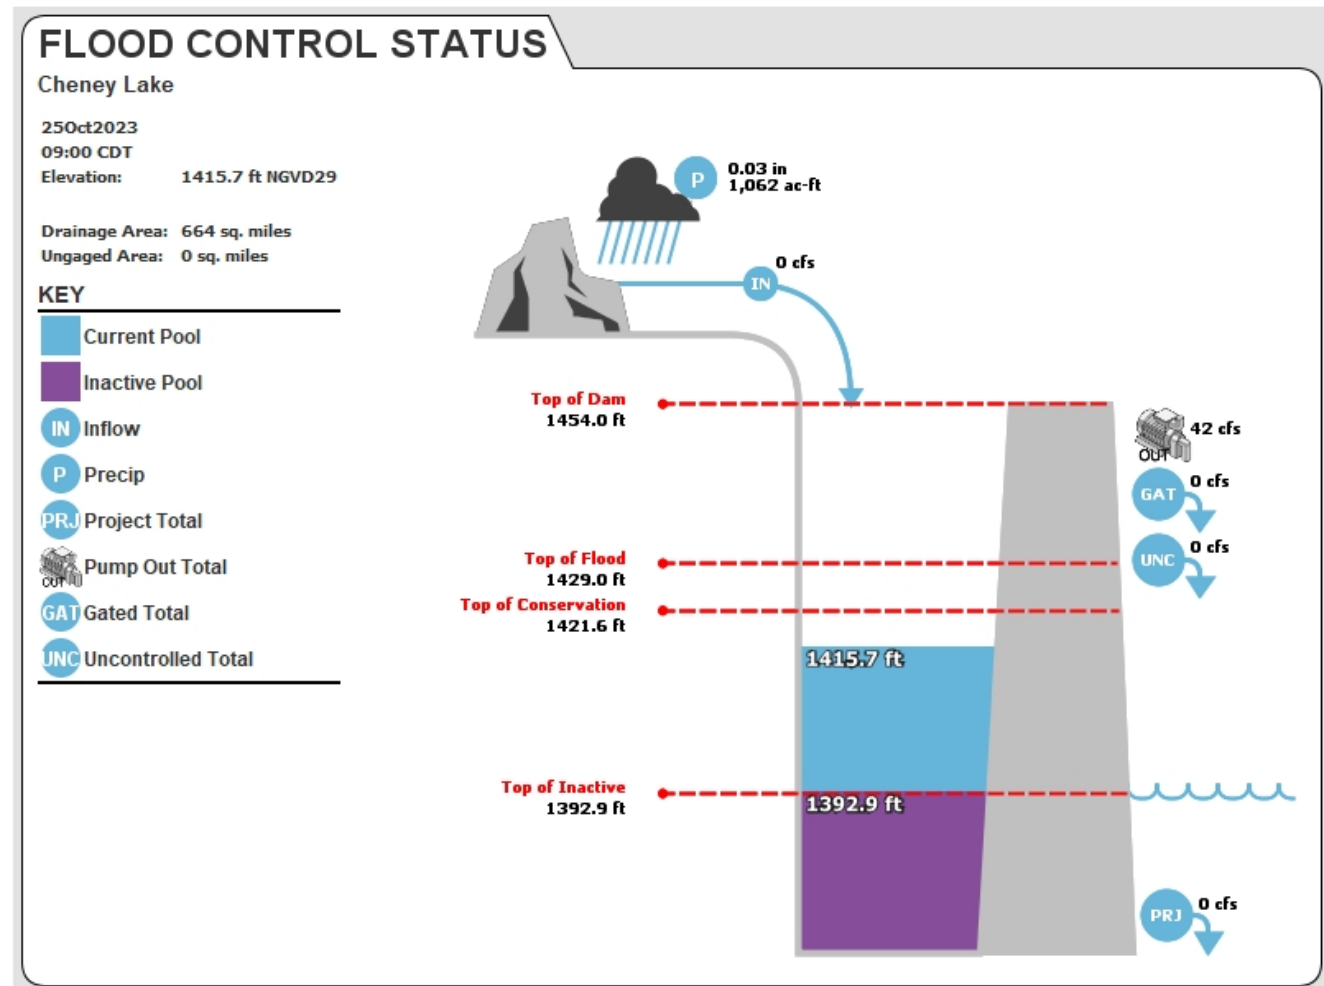 FLOOD CONTROL STATUS
Cheney Lake
25Oct2023
09:00 CDT
Elevation: 1415.7 ft NGVD29
Drainage Area: 664 sq. miles
Ungaged Area: 0 sq. miles
KEY
Current Pool
Inactive Pool
IN Inflow
P Precip
PRJ Project Total
OUT Pump Out Total
GAT Gated Total
UNC Uncontrolled Total
P 0.03 in
1,062 ac-ft
IN 0 cfs
Top of Dam
1454.0 ft
OUT 42 cfs
GAT 0 cfs
Top of Flood
1429.0 ft
UNC 0 cfs
Top of Conservation
1421.6 ft
1415.7 ft
Top of Inactive
1392.9 ft
1392.9 ft
PRJ 0 cfs